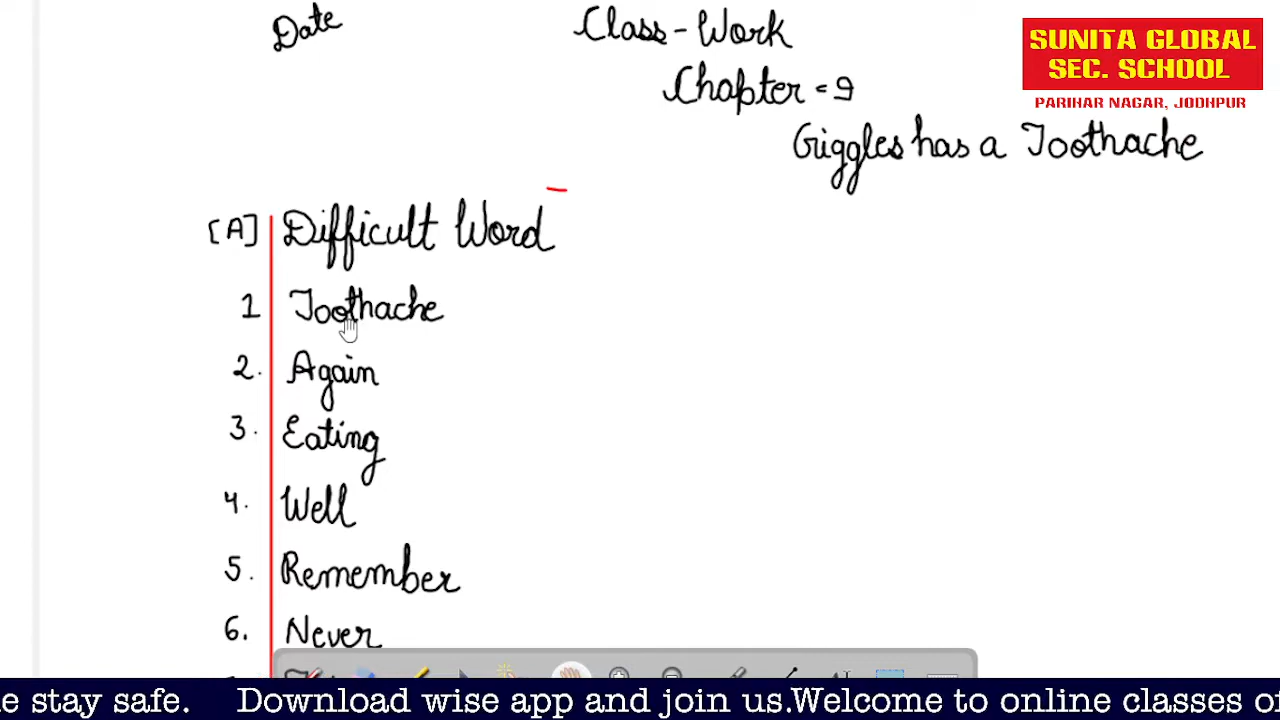 Date
Class-Work
SUNITA GLOBAL
SEC. SCHOOL
PARIHAR NAGAR, JODHPUR
Chapter = 9
Giggles has a Toothache
[A] Difficult Word
1 Toothache
2. Again
3. Eating
4. Well
5. Remember
6. Never
e stay safe. Download wise app and join us.Welcome to online classes o